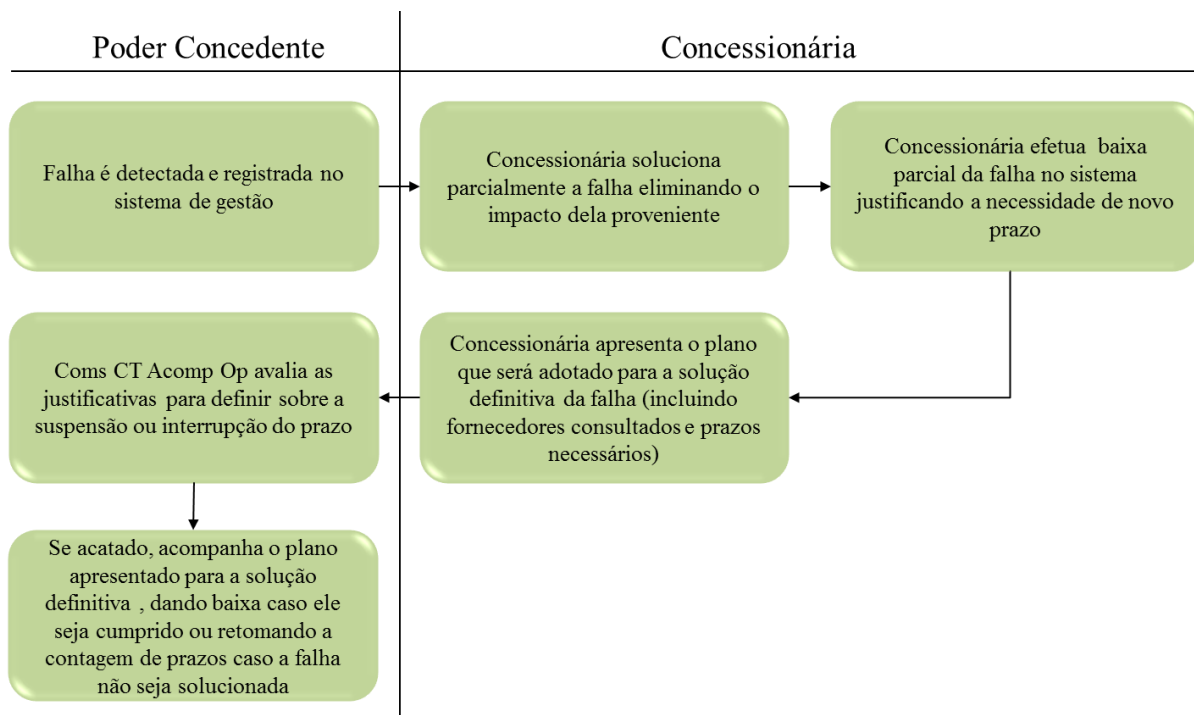 Poder Concedente
Concessionária
Falha é detectada e registrada no
sistema de gestão
Concessionária soluciona
parcialmente a falha eliminando o
impacto dela proveniente
Concessionária efetua baixa
parcial da falha no sistema
justificando a necessidade de novo
prazo
Concessionária apresenta o plano
que será adotado para a solução
definitiva da falha (incluindo
fornecedores consultados e prazos
necessários)
Coms CT Acomp Op avalia as
justificativas para definir sobre a
suspensão ou interrupção do prazo
Se acatado, acompanha o plano
apresentado para a solução
definitiva , dando baixa caso ele
seja cumprido ou retomando a
contagem de prazos caso a falha
não seja solucionada